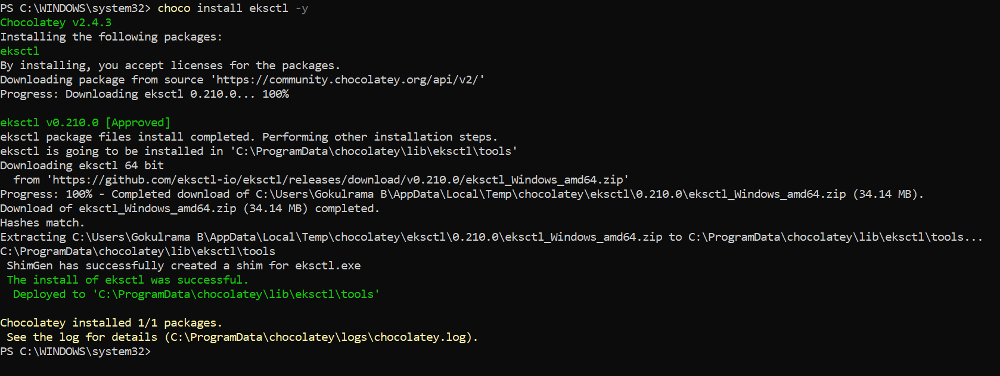 PS C:\WINDOWS\system32> choco install eksctl -y
Chocolatey v2.4.3
Installing the following packages:
eksctl
By installing, you accept licenses for the packages.
Downloading package from source 'https://community.chocolatey.org/api/v2/'
Progress: Downloading eksctl 0.210.0... 100%

eksctl v0.210.0 [Approved]
eksctl package files install completed. Performing other installation steps.
eksctl is going to be installed in 'C:\ProgramData\chocolatey\lib\eksctl\tools'
Downloading eksctl 64 bit
  from 'https://github.com/eksctl-io/eksctl/releases/download/v0.210.0/eksctl_Windows_amd64.zip'
Progress: 100% - Completed download of C:\Users\Gokulrama B\AppData\Local\Temp\chocolatey\eksctl\0.210.0\eksctl_Windows_amd64.zip (34.14 MB).
Download of eksctl_Windows_amd64.zip (34.14 MB) completed.
Hashes match.
Extracting C:\Users\Gokulrama B\AppData\Local\Temp\chocolatey\eksctl\0.210.0\eksctl_Windows_amd64.zip to C:\ProgramData\chocolatey\lib\eksctl\tools...
C:\ProgramData\chocolatey\lib\eksctl\tools
 ShimGen has successfully created a shim for eksctl.exe
 The install of eksctl was successful.
  Deployed to 'C:\ProgramData\chocolatey\lib\eksctl\tools'

Chocolatey installed 1/1 packages.
 See the log for details (C:\ProgramData\chocolatey\logs\chocolatey.log).
PS C:\WINDOWS\system32>